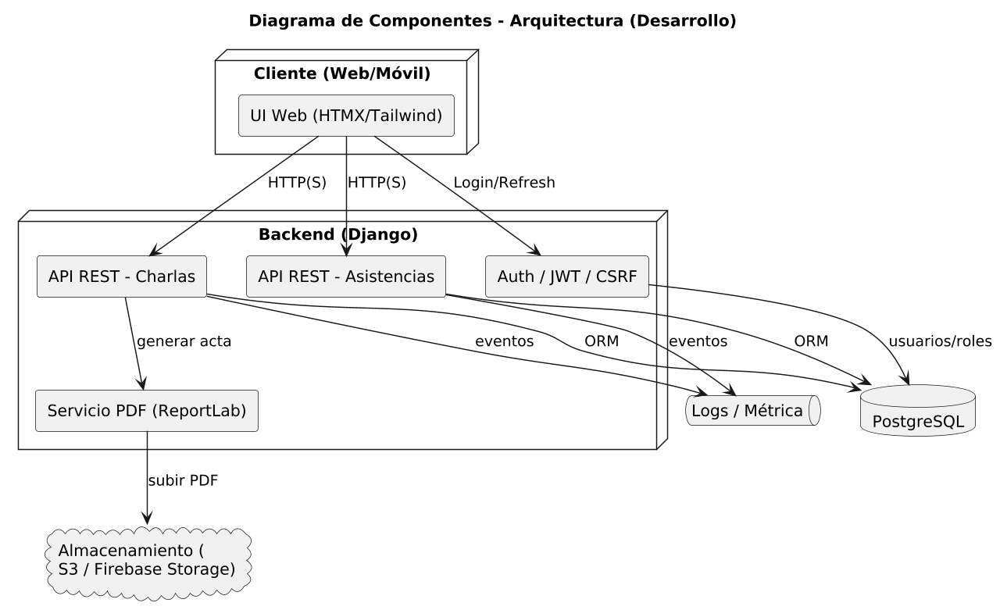 Diagrama de Componentes - Arquitectura (Desarrollo)
Cliente (Web/Móvil)
UI Web (HTMX/Tailwind)
HTTP(S)
HTTP(S)
Login/Refresh
Backend (Django)
API REST - Charlas
API REST - Asistencias
Auth / JWT / CSRF
generar acta
eventos
ORM
eventos
ORM
usuarios/roles
Servicio PDF (ReportLab)
Logs / Métrica
PostgreSQL
subir PDF
Almacenamiento (
S3 / Firebase Storage)